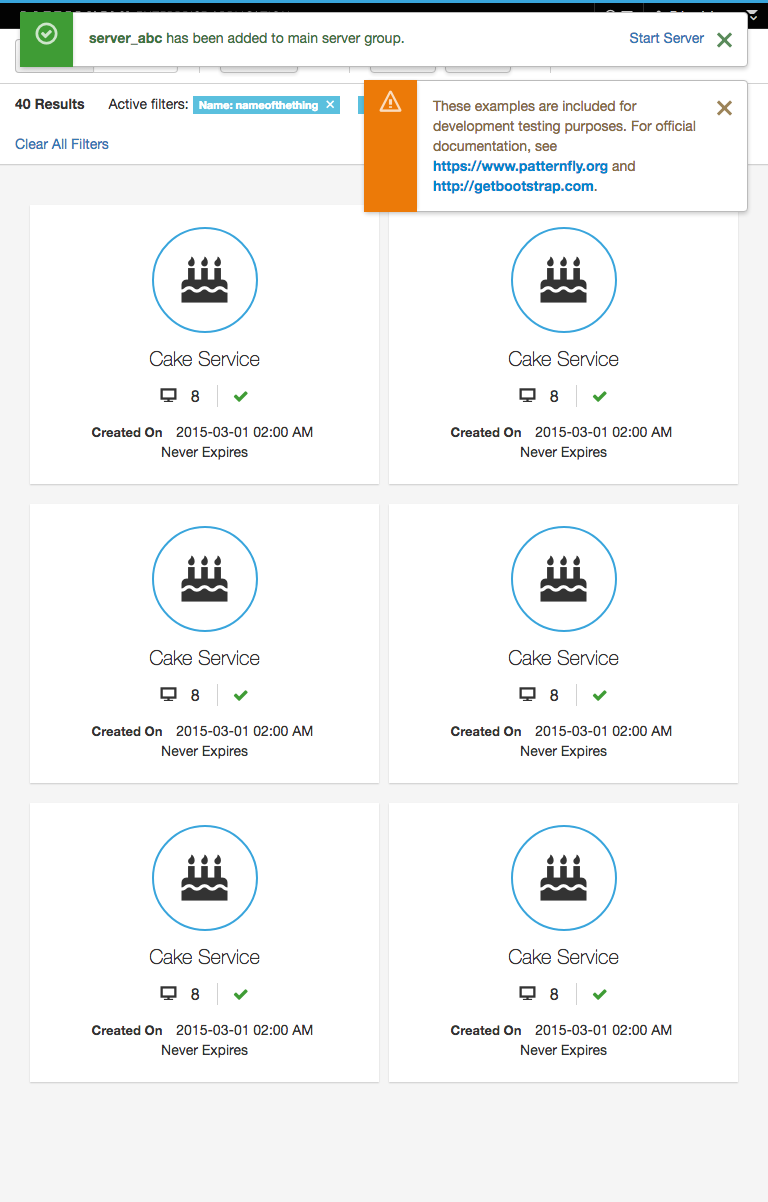 server_abc has been added to main server group. Start Server
40 Results Active filters: Name: nameofthething ×
These examples are included for
development testing purposes. For official
documentation, see
https://www.patternfly.org and
http://getbootstrap.com.
Clear All Filters
Cake Service
8
Created On 2015-03-01 02:00 AM
Never Expires
Cake Service
8
Created On 2015-03-01 02:00 AM
Never Expires
Cake Service
8
Created On 2015-03-01 02:00 AM
Never Expires
Cake Service
8
Created On 2015-03-01 02:00 AM
Never Expires
Cake Service
8
Created On 2015-03-01 02:00 AM
Never Expires
Cake Service
8
Created On 2015-03-01 02:00 AM
Never Expires